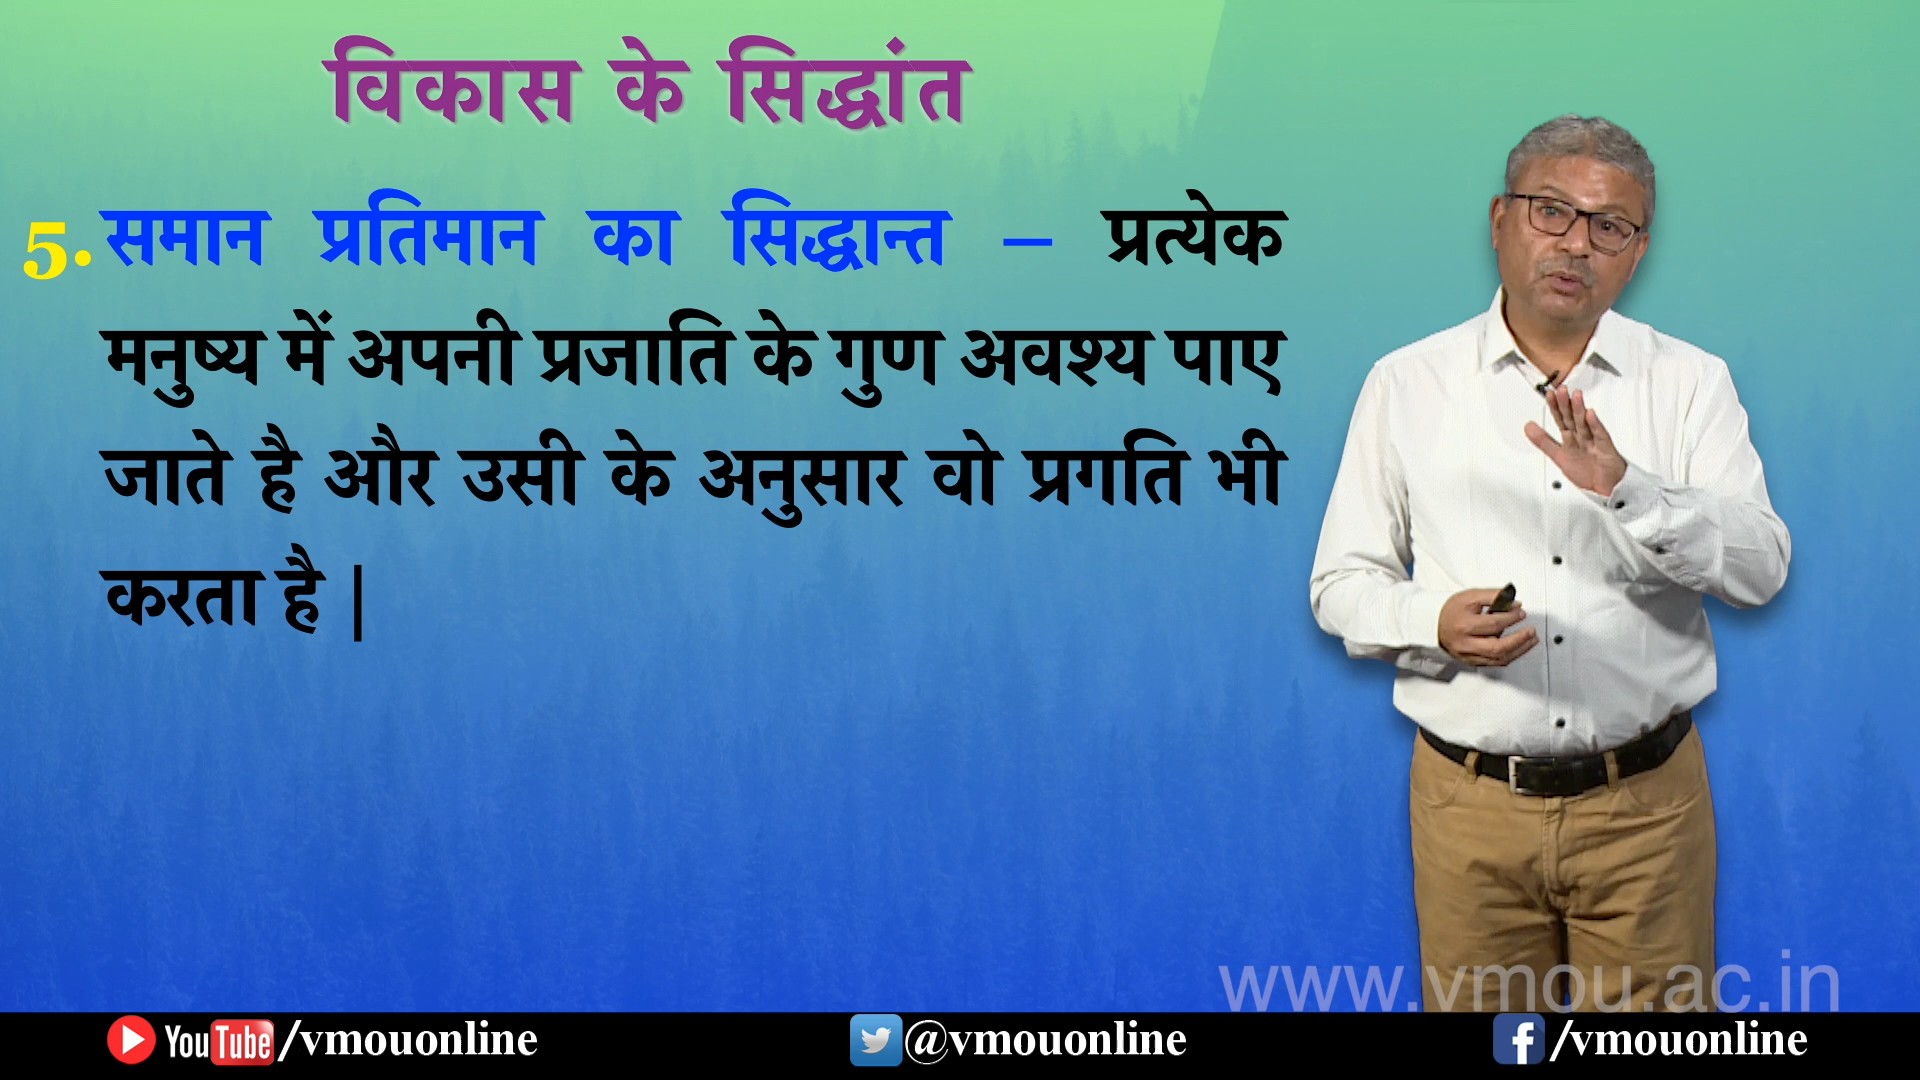 विकास के सिद्धांत
5. समान प्रतिमान का सिद्धान्त – प्रत्येक
मनुष्य में अपनी प्रजाति के गुण अवश्य पाए
जाते है और उसी के अनुसार वो प्रगति भी
करता है |
www.vmou.ac.in
YouTube /vmouonline
@vmouonline
f /vmouonline